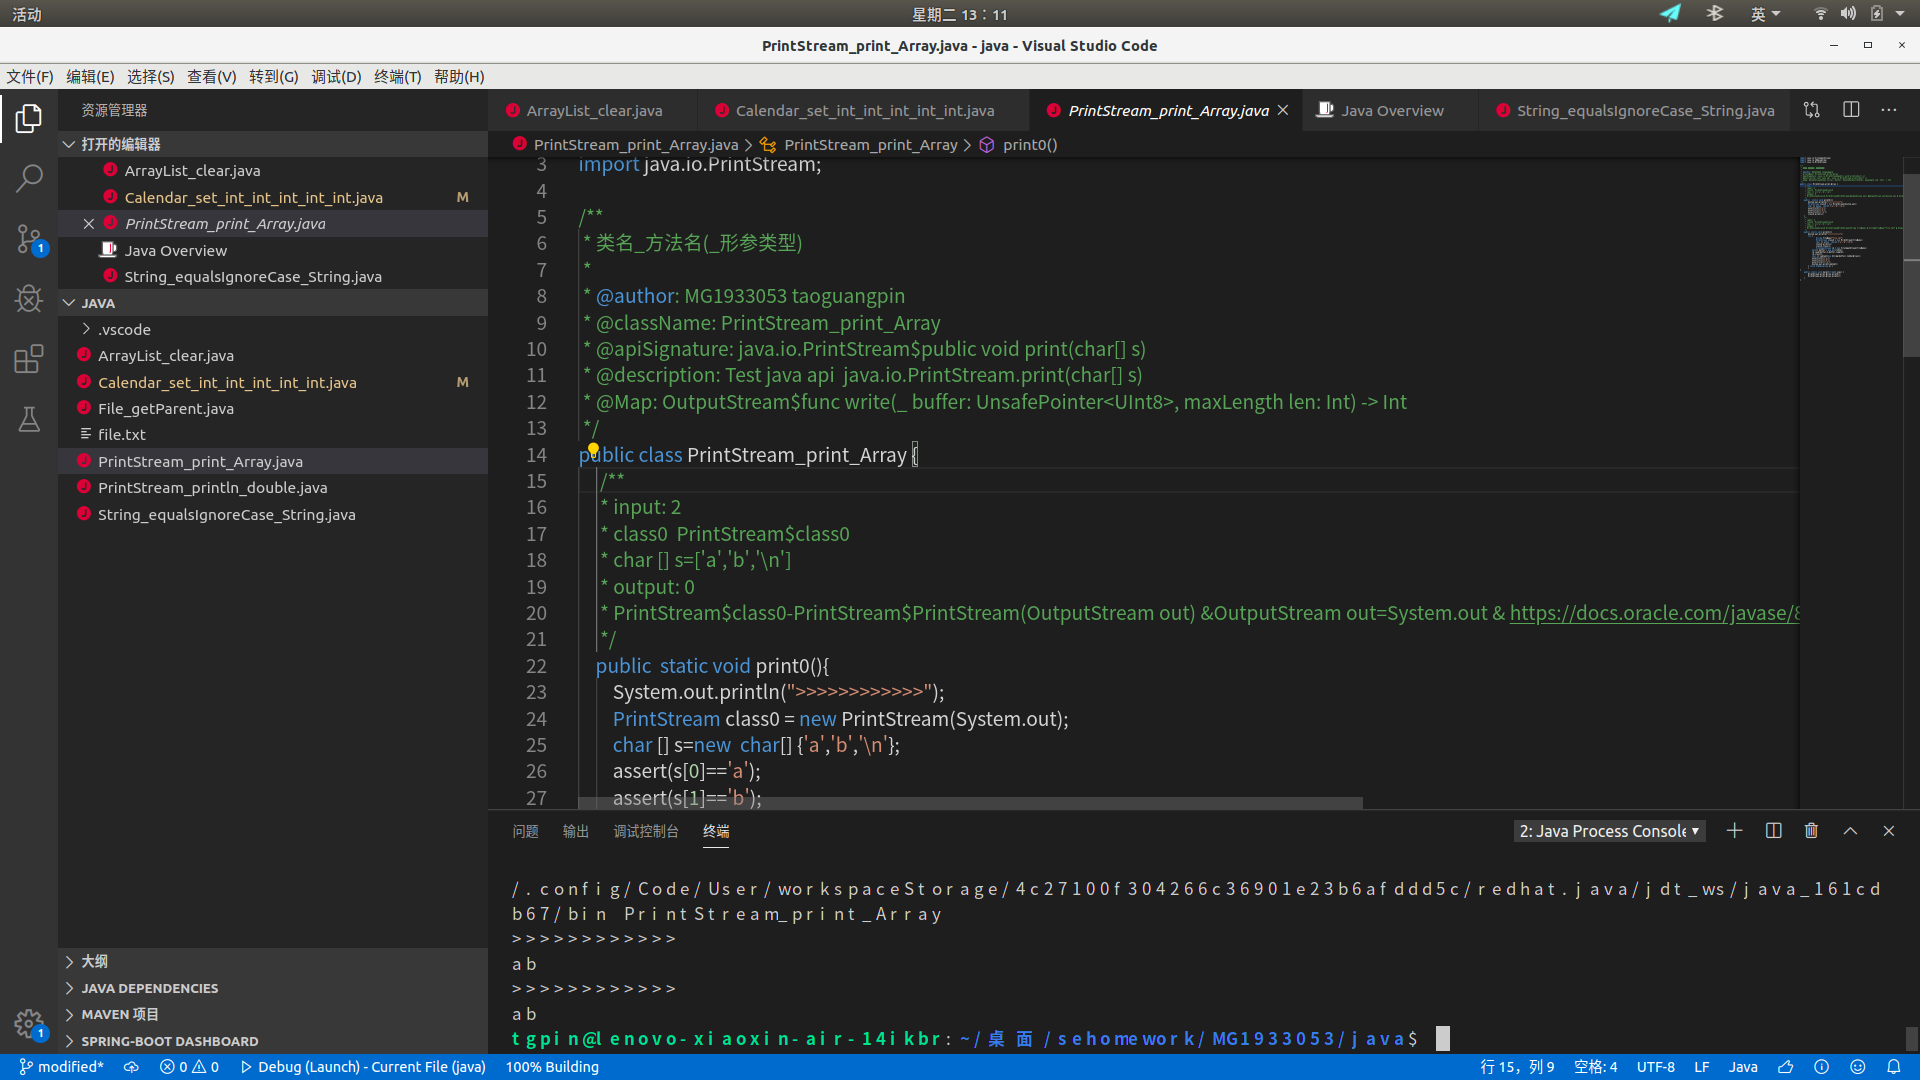 活动
星期二 13：11
英
PrintStream_print_Array.java - java - Visual Studio Code
文件(F) 编辑(E) 选择(S) 查看(V) 转到(G) 调试(D) 终端(T) 帮助(H)
资源管理器
打开的编辑器
ArrayList_clear.java
Calendar_set_int_int_int_int_int.java M
PrintStream_print_Array.java
Java Overview
String_equalsIgnoreCase_String.java
JAVA
.vscode
ArrayList_clear.java
Calendar_set_int_int_int_int_int.java M
File_getParent.java
file.txt
PrintStream_print_Array.java
PrintStream_println_double.java
String_equalsIgnoreCase_String.java
大纲
JAVA DEPENDENCIES
MAVEN 项目
SPRING-BOOT DASHBOARD
1
1
ArrayList_clear.java Calendar_set_int_int_int_int_int.java PrintStream_print_Array.java Java Overview String_equalsIgnoreCase_String.java
PrintStream_print_Array.java > PrintStream_print_Array > print0()
3 import java.io.PrintStream;
4
5 /**
6 * 类名_方法名(_形参类型)
7 *
8 * @author: MG1933053 taoguangpin
9 * @className: PrintStream_print_Array
10 * @apiSignature: java.io.PrintStream$public void print(char[] s)
11 * @description: Test java api  java.io.PrintStream.print(char[] s)
12 * @Map: OutputStream$func write(_ buffer: UnsafePointer<UInt8>, maxLength len: Int) -> Int
13 */
14 public class PrintStream_print_Array {
15 /**
16 * input: 2
17 * class0  PrintStream$class0
18 * char [] s=['a','b','\n']
19 * output: 0
20 * PrintStream$class0-PrintStream$PrintStream(OutputStream out) &OutputStream out=System.out & https://docs.oracle.com/javase/8
21 */
22 public  static void print0(){
23 System.out.println(">>>>>>>>>>>>");
24 PrintStream class0 = new PrintStream(System.out);
25 char [] s=new  char[] {'a','b','\n'};
26 assert(s[0]=='a');
27 assert(s[1]=='b');
问题 输出 调试控制台 终端
2: Java Process Console
/.config/Code/User/workspaceStorage/4c27100f304266c36901e23b6afddd5c/redhat.java/jdt_ws/java_161cd
b67/bin PrintStream_print_Array
>>>>>>>>>>>>
ab
>>>>>>>>>>>>
ab
tgpin@lenovo-xiaoxin-air-14ikbr:~/桌面/sehomework/MG1933053/java$
modified* 0 0 Debug (Launch) - Current File (java) 100% Building
行 15，列 9 空格: 4 UTF-8 LF Java